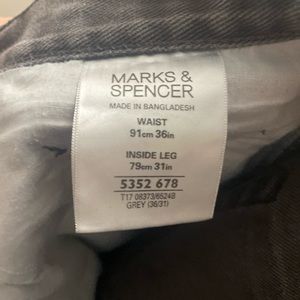 MARKS &
SPENCER
MADE IN BANGLADESH
WAIST
91cm 36in
INSIDE LEG
79cm 31in
5352 678
T17 08373/6524B
GREY (36/31)